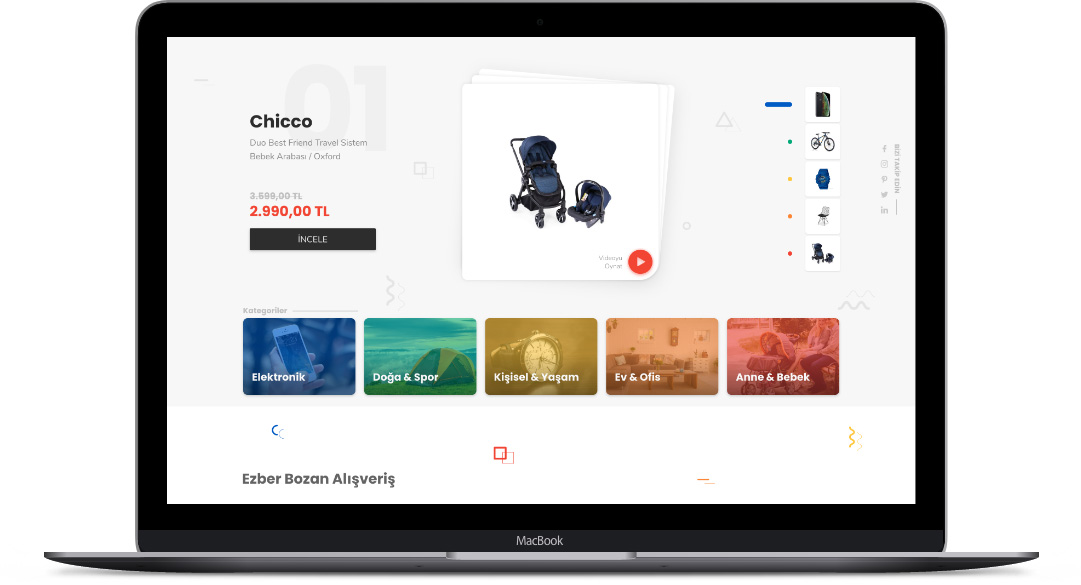 01
Chicco
Duo Best Friend Travel Sistem
Bebek Arabası / Oxford
3.599,00 TL
2.990,00 TL
İNCELE
Videoyu
Oynat
BİZİ TAKİP EDİN
Kategoriler
Elektronik
Doğa & Spor
Kişisel & Yaşam
Ev & Ofis
Anne & Bebek
Ezber Bozan Alışveriş
MacBook